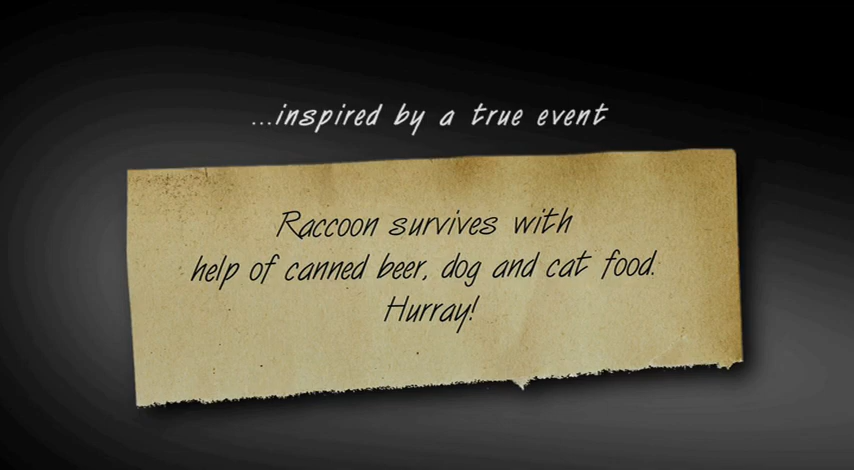 ...inspired by a true event
Raccoon survives with
help of canned beer, dog and cat food.
Hurray!